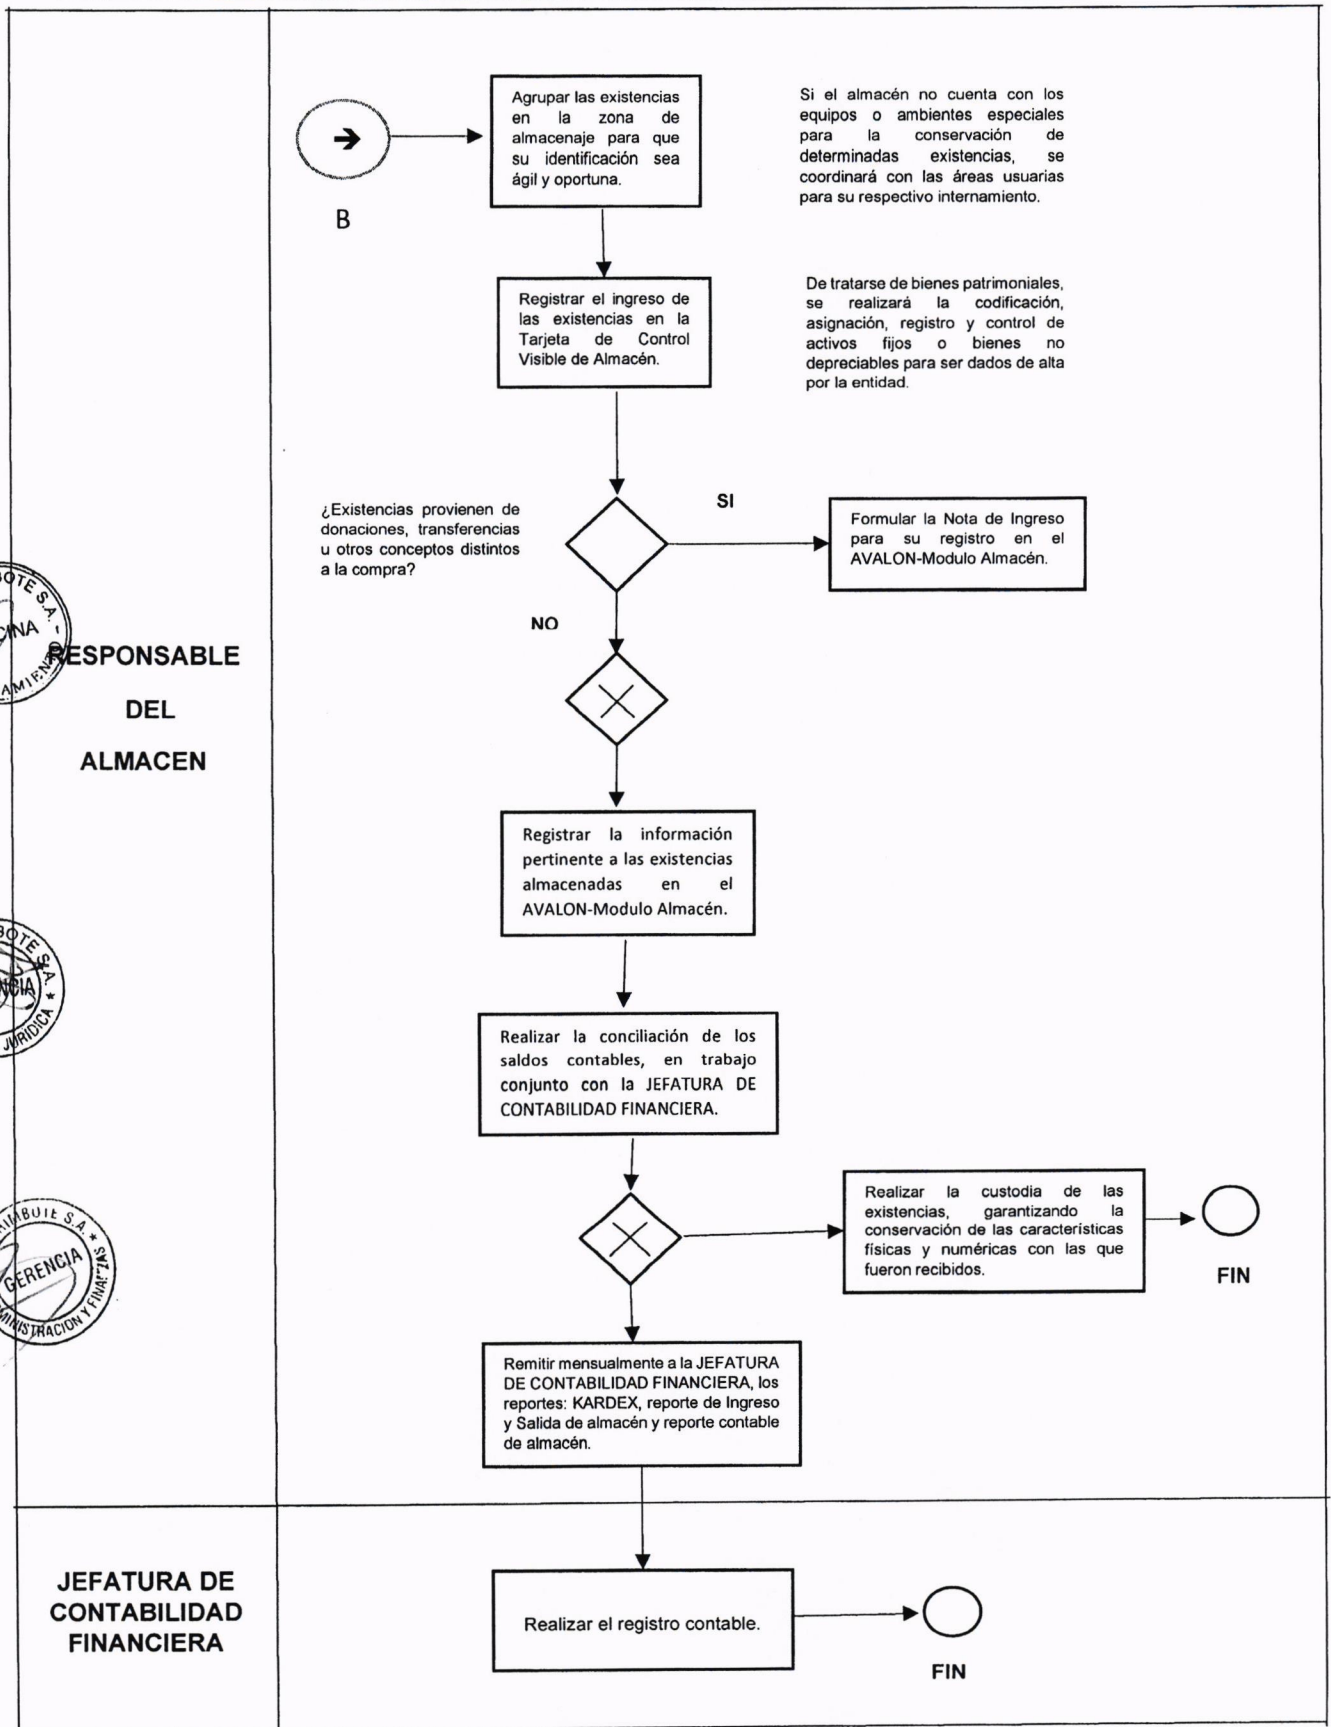 Agrupar las existencias
en la zona de
almacenaje para que
su identificación sea
ágil y oportuna.
Si el almacén no cuenta con los
equipos o ambientes especiales
para la conservación de
determinadas existencias, se
coordinará con las áreas usuarias
para su respectivo internamiento.
B
Registrar el ingreso de
las existencias en la
Tarjeta de Control
Visible de Almacén.
De tratarse de bienes patrimoniales,
se realizará la codificación,
asignación, registro y control de
activos fijos o bienes no
depreciables para ser dados de alta
por la entidad.
¿Existencias provienen de
donaciones, transferencias
u otros conceptos distintos
a la compra?
SI
Formular la Nota de Ingreso
para su registro en el
AVALON-Modulo Almacén.
NO
RESPONSABLE
DEL
ALMACEN
Registrar la información
pertinente a las existencias
almacenadas en el
AVALON-Modulo Almacén.
Realizar la conciliación de los
saldos contables, en trabajo
conjunto con la JEFATURA DE
CONTABILIDAD FINANCIERA.
JURIDICA
Realizar la custodia de las
existencias, garantizando la
conservación de las características
físicas y numéricas con las que
fueron recibidos.
FIN
S.A.
GERENCIA
Remitir mensualmente a la JEFATURA
DE CONTABILIDAD FINANCIERA, los
reportes: KARDEX, reporte de Ingreso
y Salida de almacén y reporte contable
de almacén.
JEFATURA DE
CONTABILIDAD
FINANCIERA
Realizar el registro contable.
FIN